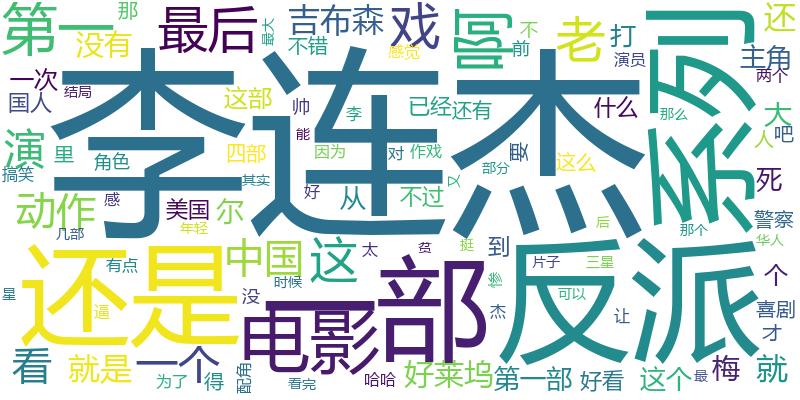 第一
没有
那
最后
最大
不错
吉布森
感觉
戏
啊
不
前
老
打
演员
系列
还
主角
两个
一次
国人
结局
李连杰
这部
帅
李
已经
还有
什么
那么
大
人
吧
演
里
角色
四部
能
因为
对
作戏
要
这么
搞笑
感
其实
好
从
不过
又
部分
死
动作
美国
尔
年轻
几部
警察
那个
华人
后
还是
中国
这
太
贫
挺
到
反派
有点
时候
部
惨
片子
三星
个
星
逼
没
电影
杰
可以
让
喜剧
才
看
就是
一个
为了
得
配角
看完
哈哈
好莱坞
第一部
好看
这个
最
梅
就